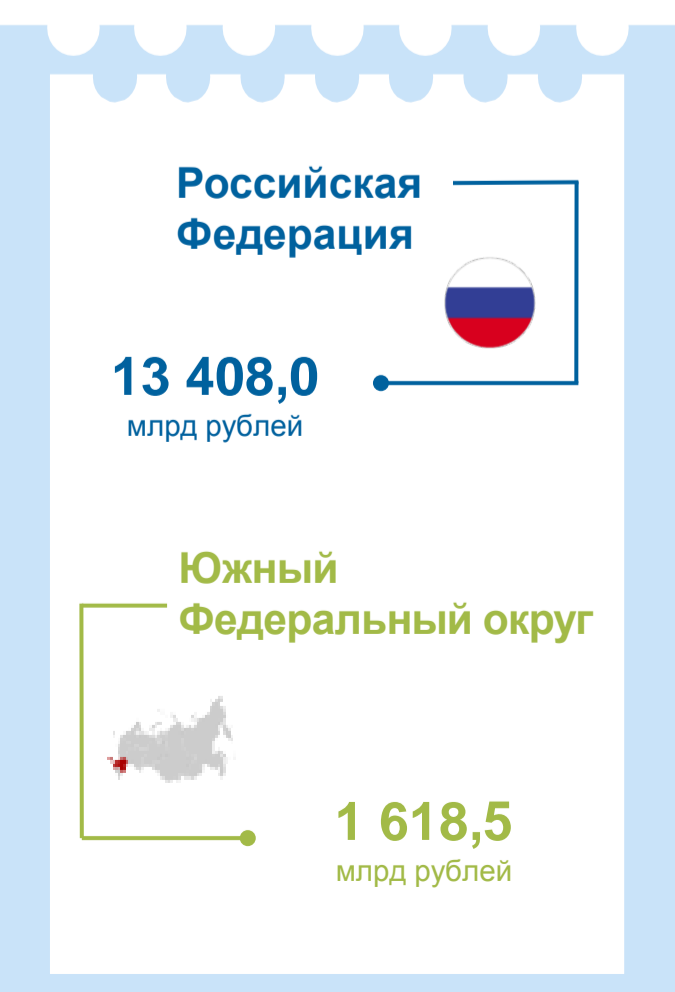 Российская
Федерация
13 408,0
млрд рублей
Южный
Федеральный округ
1 618,5
млрд рублей